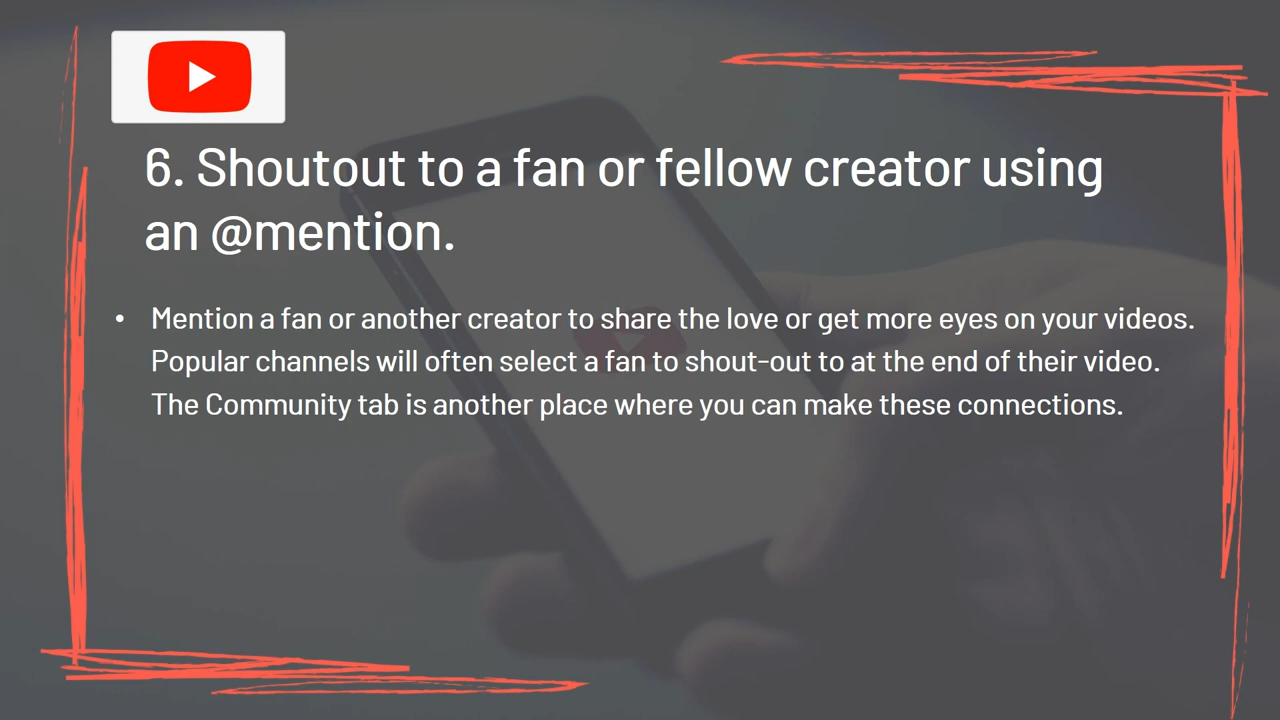 6. Shoutout to a fan or fellow creator using
an @mention.
• Mention a fan or another creator to share the love or get more eyes on your videos.
Popular channels will often select a fan to shout-out to at the end of their video.
The Community tab is another place where you can make these connections.